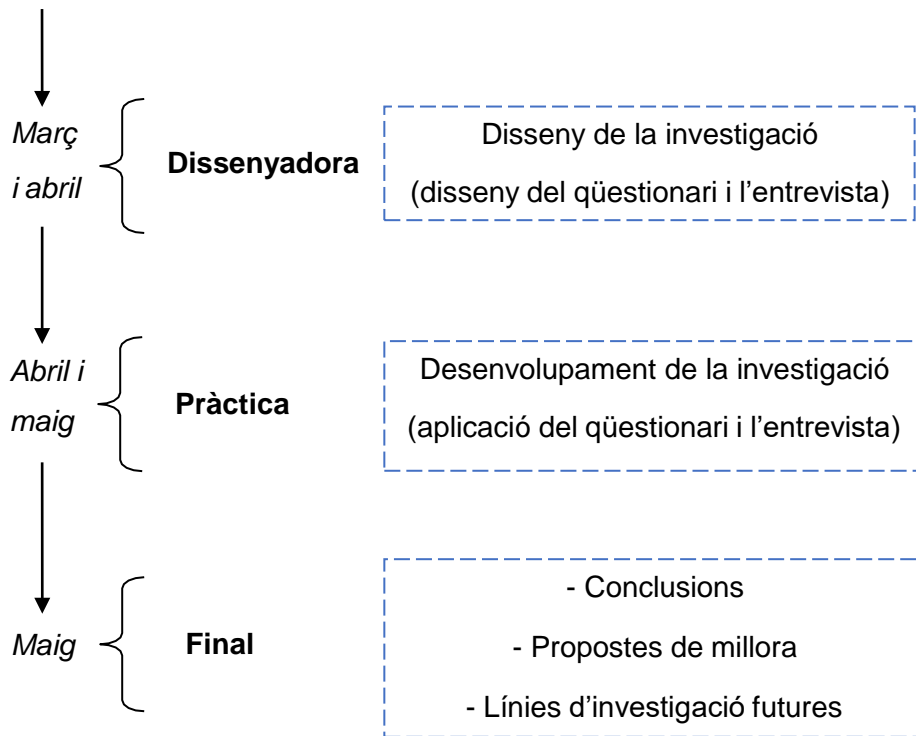 Març
i abril
Dissenyadora
Disseny de la investigació
(disseny del qüestionari i l’entrevista)
Abril i
maig
Pràctica
Desenvolupament de la investigació
(aplicació del qüestionari i l’entrevista)
Maig
Final
- Conclusions
- Propostes de millora
- Línies d’investigació futures